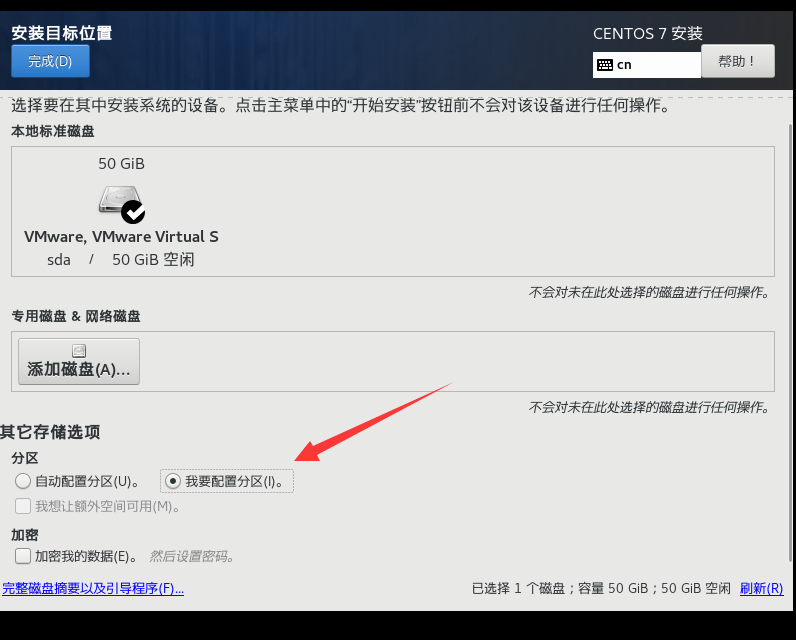 安装目标位置
CENTOS 7 安装
完成(D)
cn
帮助！
选择要在其中安装系统的设备。点击主菜单中的“开始安装”按钮前不会对该设备进行任何操作。
本地标准磁盘
50 GiB
VMware, VMware Virtual S
sda / 50 GiB 空闲
不会对未在此处选择的磁盘进行任何操作。
专用磁盘 & 网络磁盘
添加磁盘(A)...
不会对未在此处选择的磁盘进行任何操作。
其它存储选项
分区
自动配置分区(U)。 我要配置分区(I)。
我想让额外空间可用(M)。
加密
加密我的数据(E)。 然后设置密码。
完整磁盘摘要以及引导程序(F)... 已选择 1 个磁盘；容量 50 GiB；50 GiB 空闲 刷新(R)